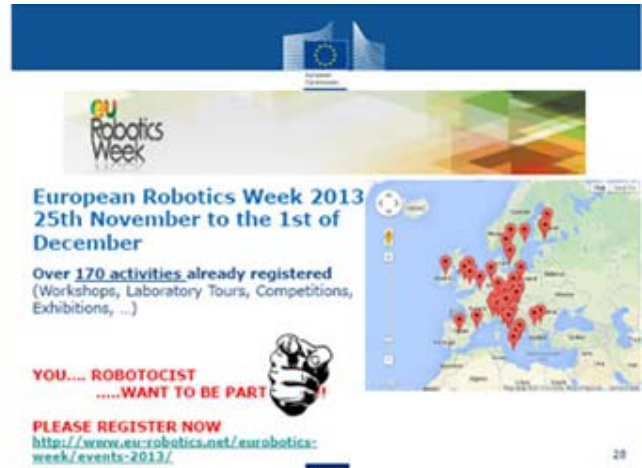 European
Commission
eu
Robotics
Week
European Robotics Week 2013
25th November to the 1st of
December
Over 170 activities already registered
(Workshops, Laboratory Tours, Competitions,
Exhibitions, ...)
YOU.... ROBOTOCIST
.....WANT TO BE PART !!
PLEASE REGISTER NOW
http://www.eu-robotics.net/eurobotics-
week/events-2013/
28